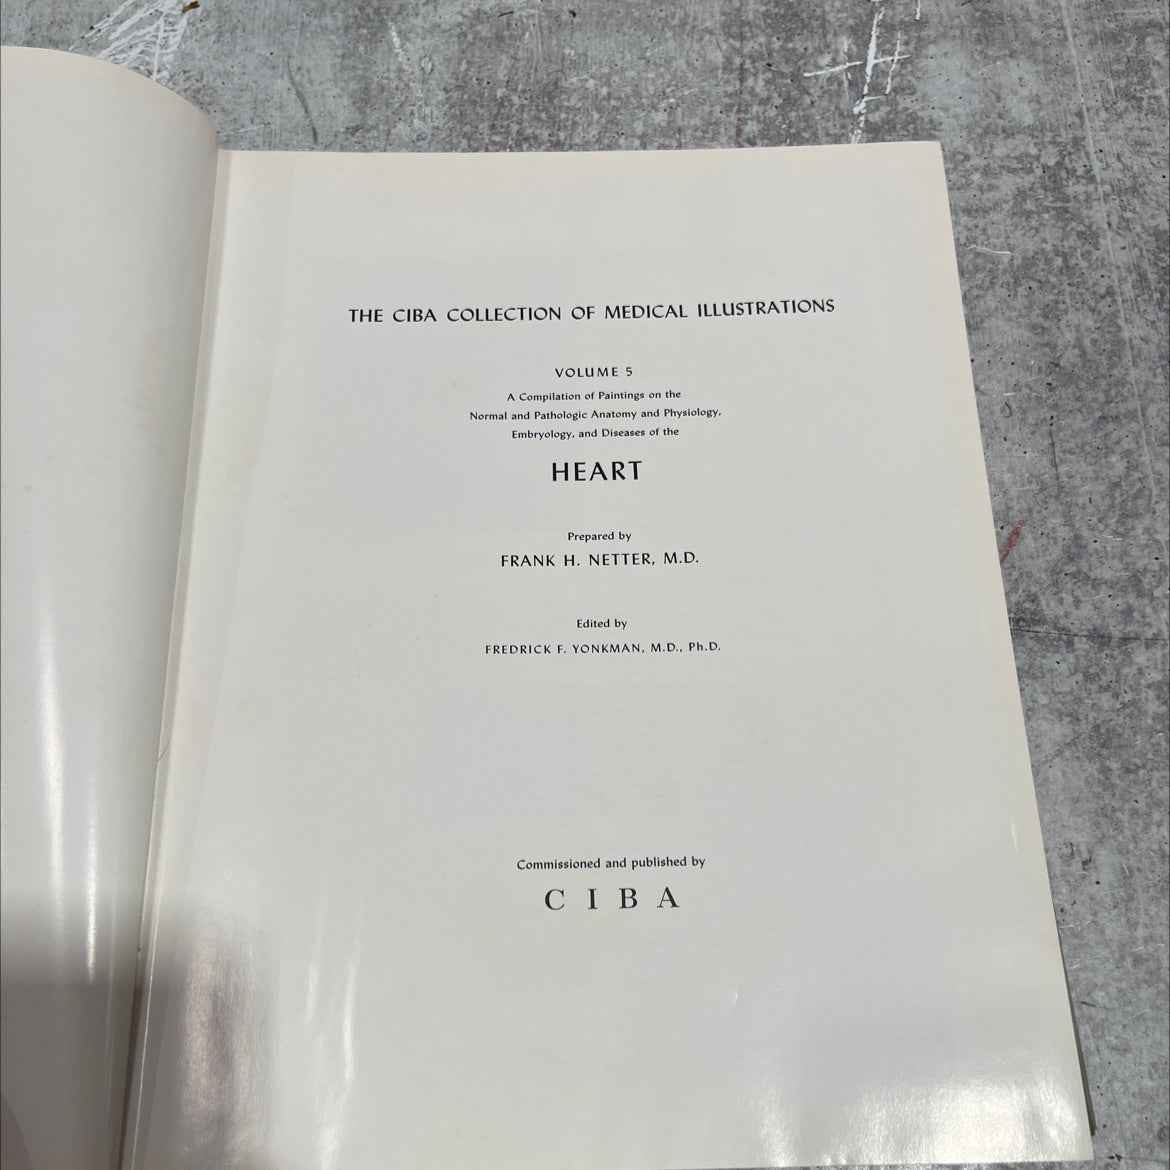 THE CIBA COLLECTION OF MEDICAL ILLUSTRATIONS
VOLUME 5
A Compilation of Paintings on the
Normal and Pathologic Anatomy and Physiology,
Embryology, and Diseases of the
HEART
Prepared by
FRANK H. NETTER, M.D.
Edited by
FREDRICK F. YONKMAN, M.D., Ph.D.
Commissioned and published by
CIBA